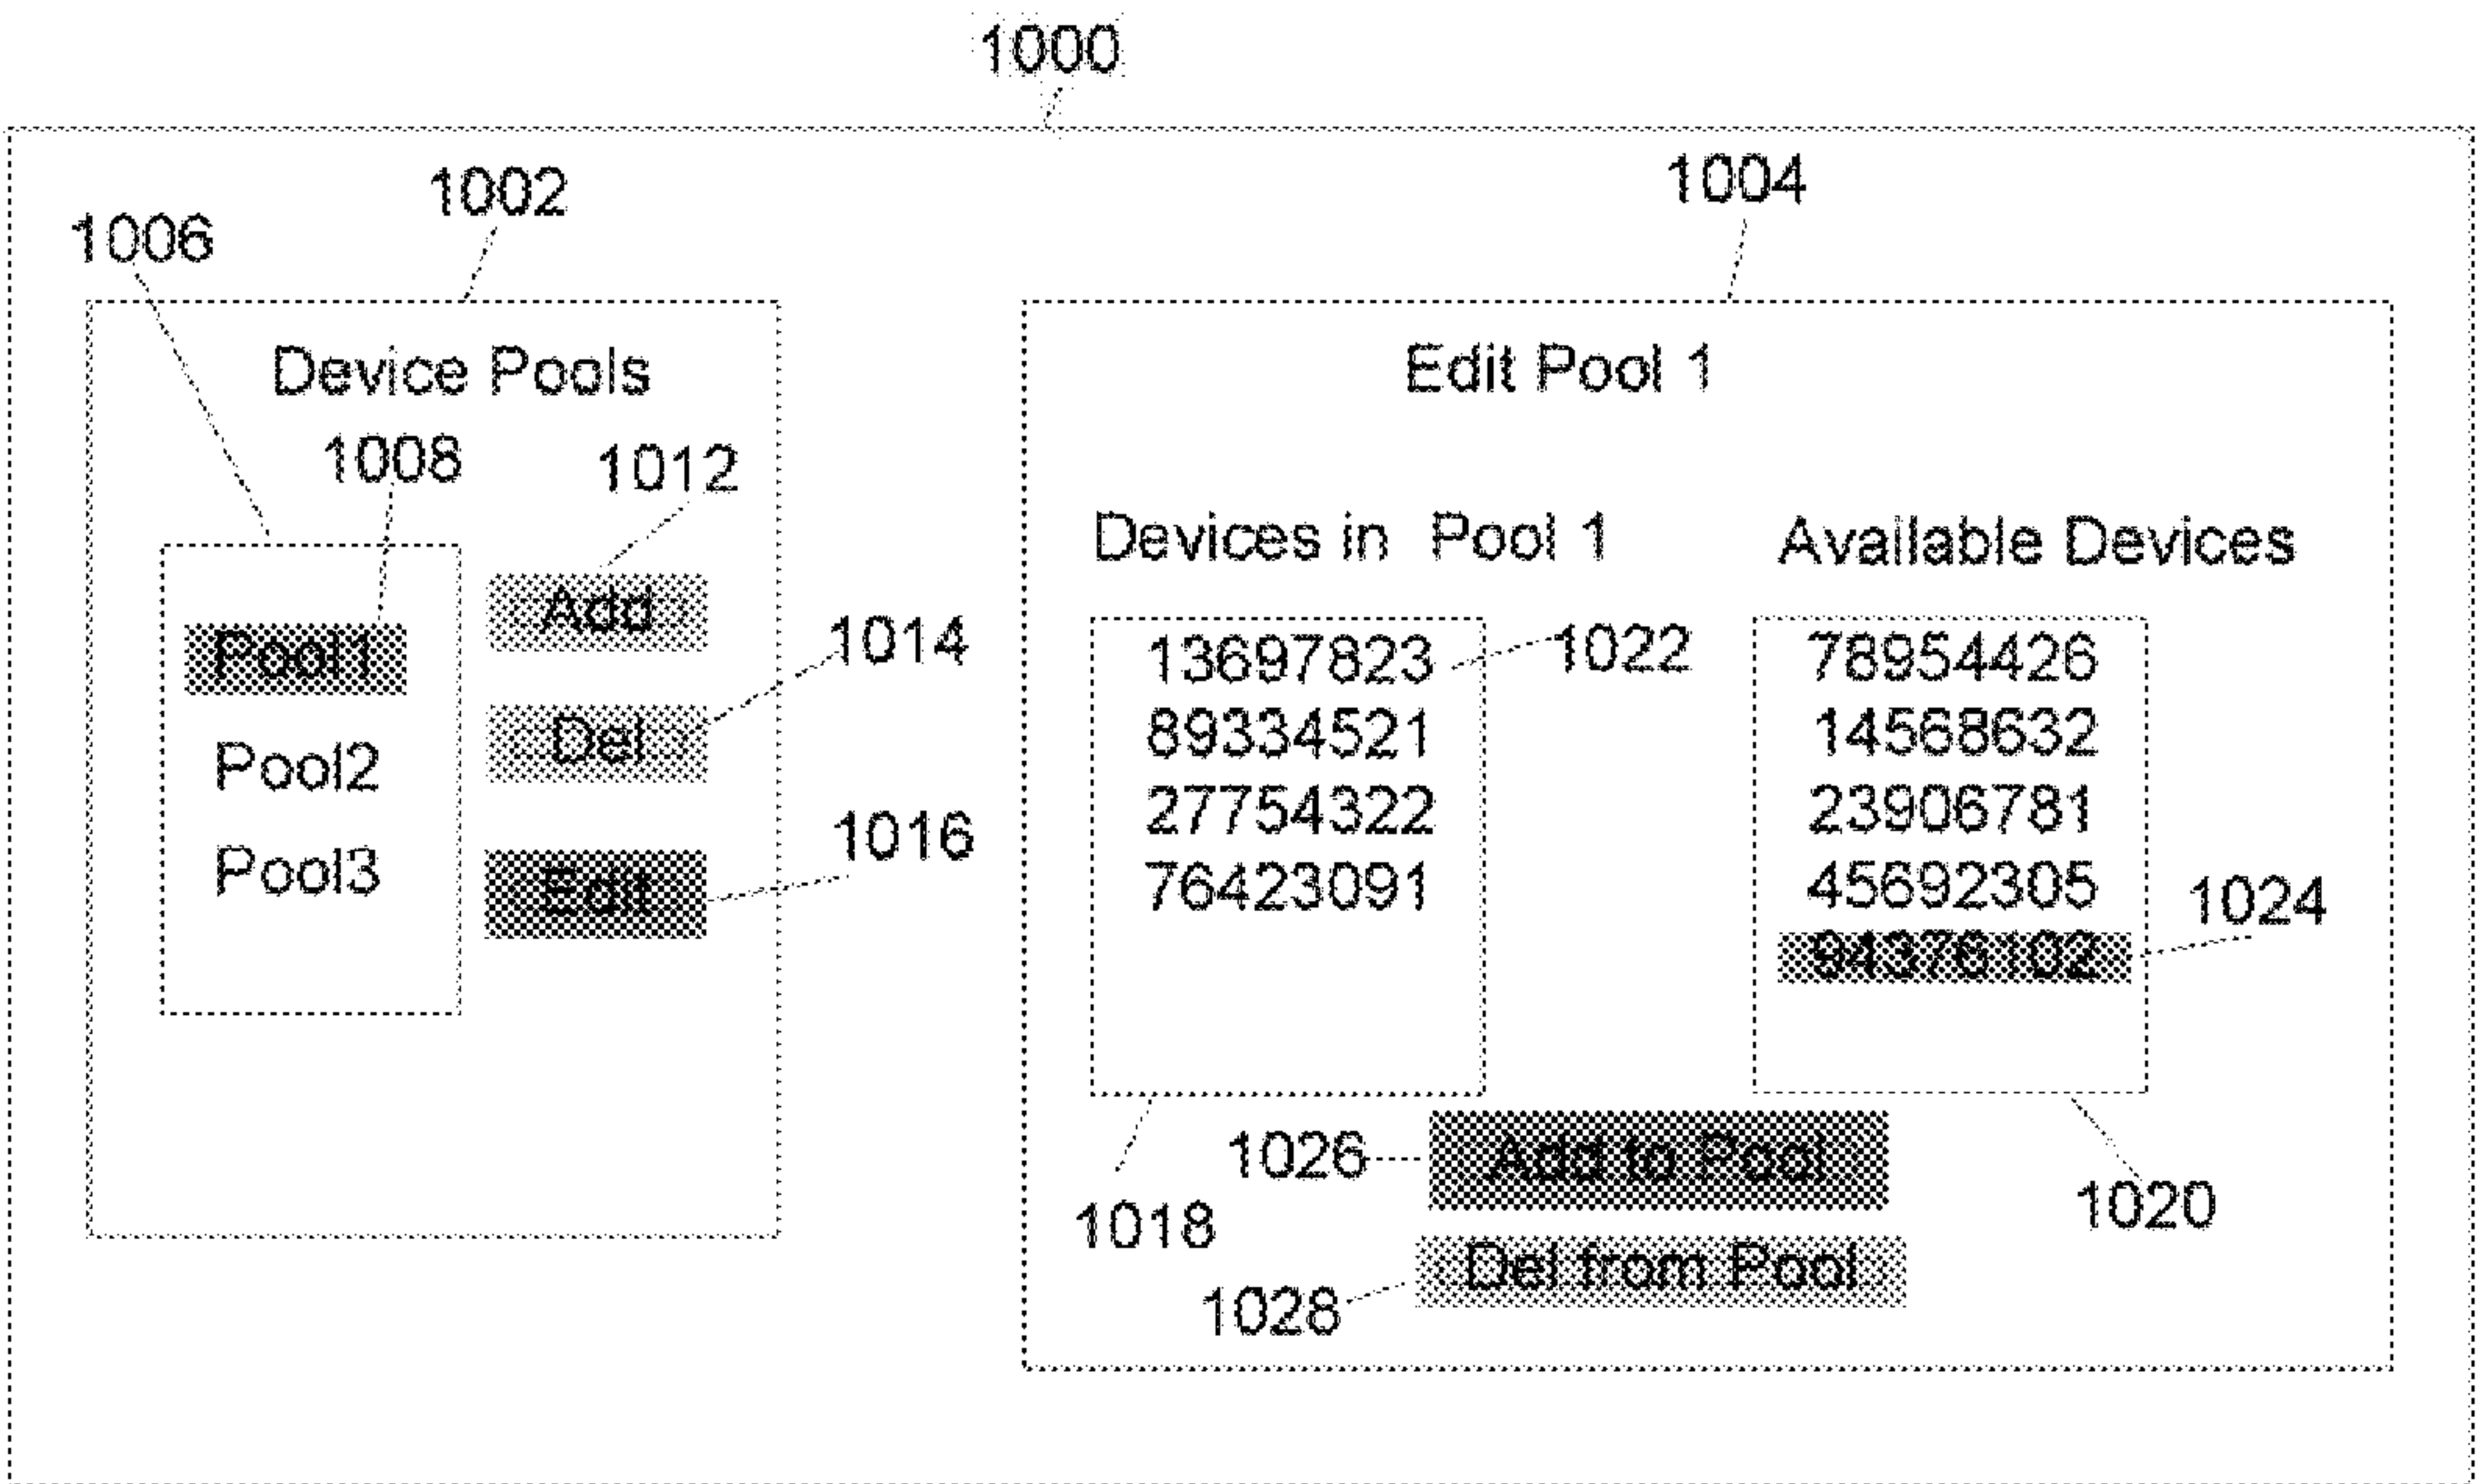 1000
1002
1004
1006
Device Pools
Edit Pool 1
1008
1012
Devices in Pool 1
Available Devices
Pool1
Add
1014
13697823
1022
78954426
Pool2
Del
89334521
14568632
27754322
23906781
Pool3
Edit
1016
76423091
45692305
1024
94376102
1026
Add to Pool
1018
1020
Del from Pool
1028